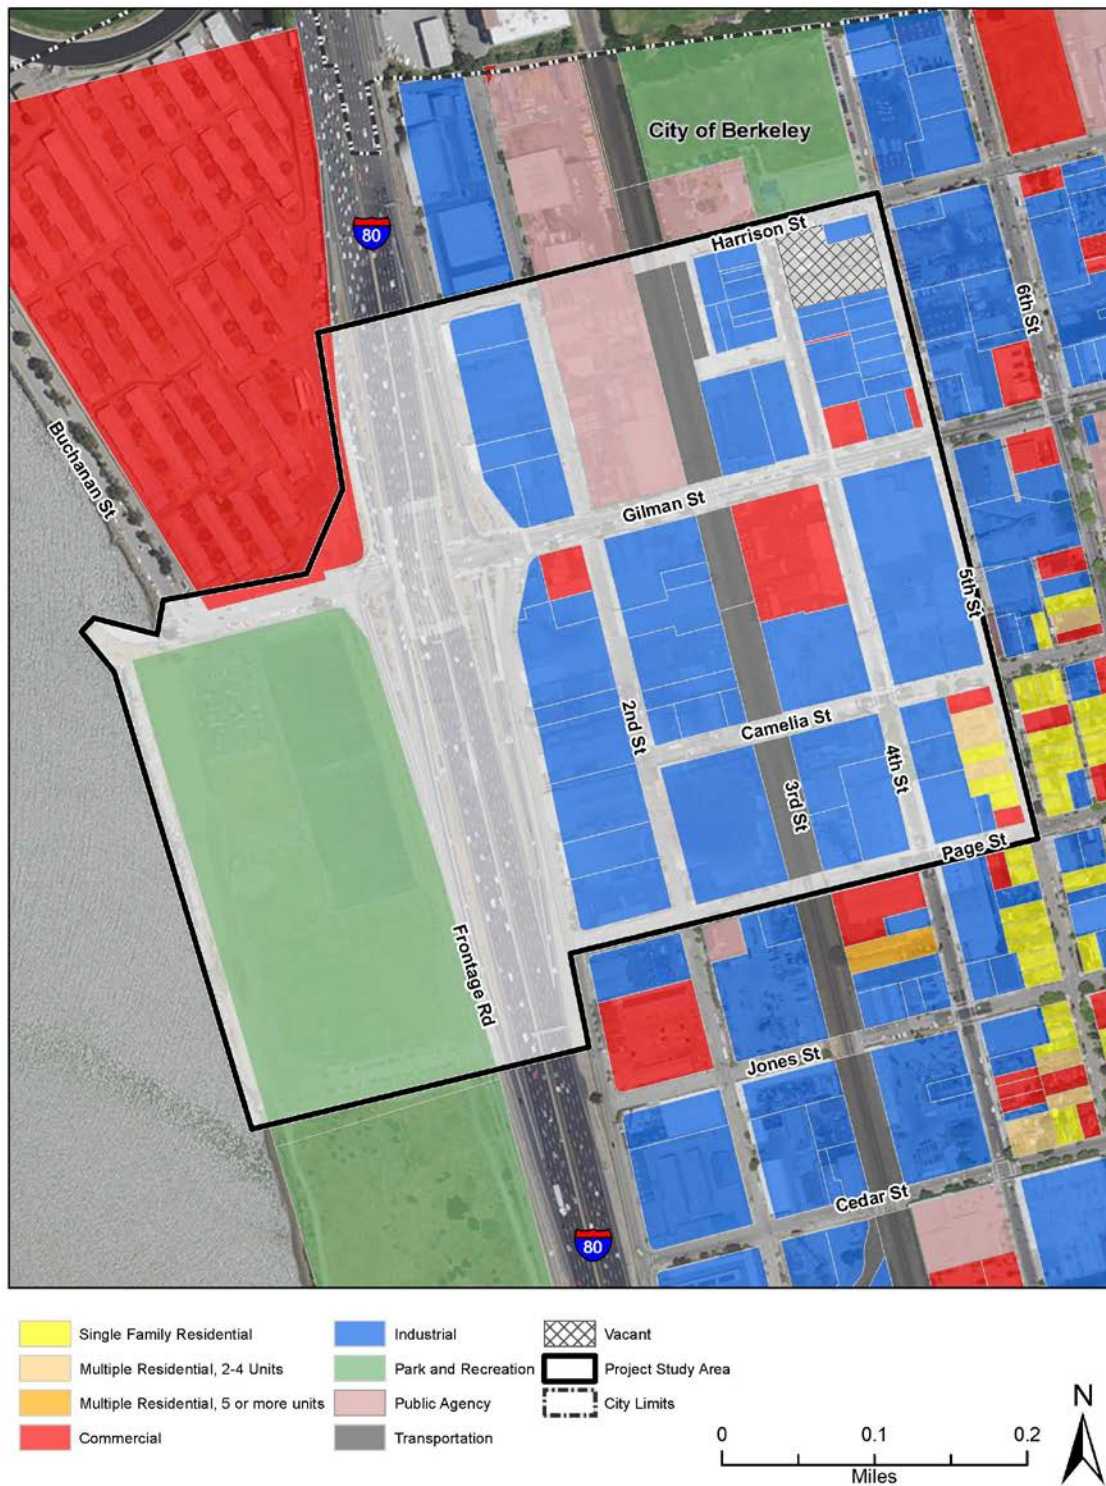 City of Berkeley
80
Harrison St
6th St
Buchanan St
Gilman St
5th St
2nd St
Camelia St
4th St
3rd St
Page St
Frontage Rd
Jones St
Cedar St
80
Single Family Residential
Multiple Residential, 2-4 Units
Multiple Residential, 5 or more units
Commercial
Industrial
Park and Recreation
Public Agency
Transportation
Vacant
Project Study Area
City Limits
N
0 0.1 0.2
Miles